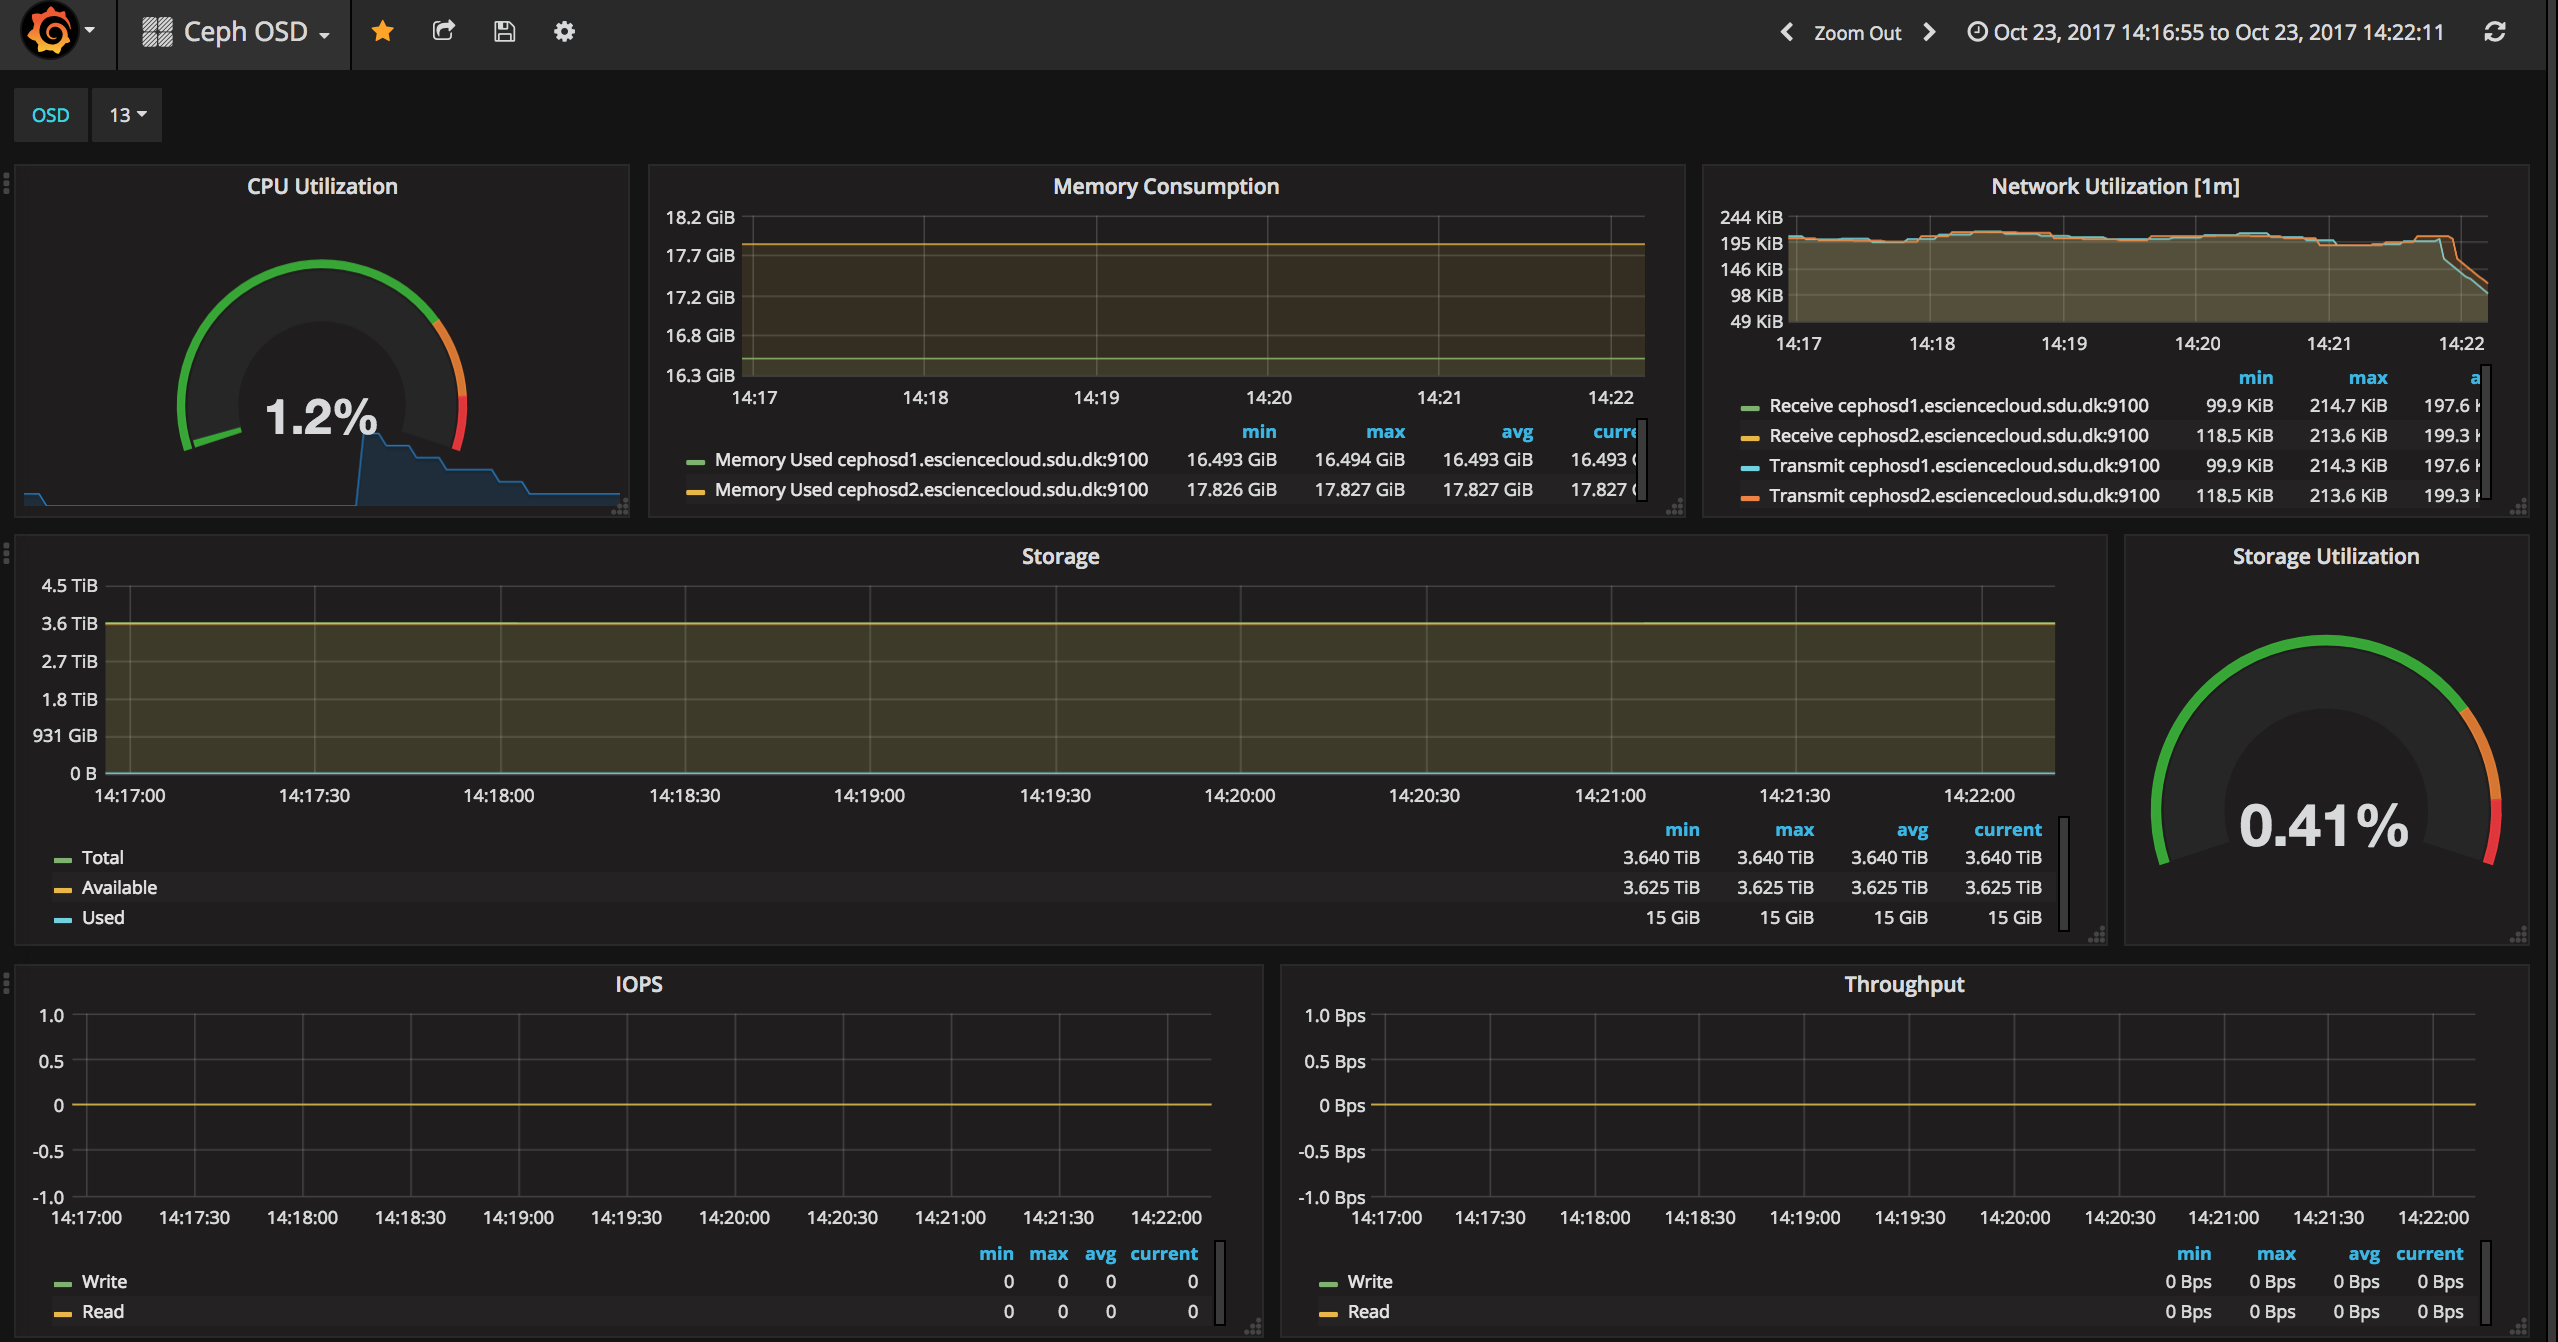 Ceph OSD
Zoom Out
Oct 23, 2017 14:16:55 to Oct 23, 2017 14:22:11
OSD
13
CPU Utilization
1.2%
Memory Consumption
18.2 GiB
17.7 GiB
17.2 GiB
16.8 GiB
16.3 GiB
14:17 14:18 14:19 14:20 14:21 14:22
min max avg curre
Memory Used cephosd1.esciencecloud.sdu.dk:9100 16.493 GiB 16.494 GiB 16.493 GiB 16.493
Memory Used cephosd2.esciencecloud.sdu.dk:9100 17.826 GiB 17.827 GiB 17.827 GiB 17.827
Network Utilization [1m]
244 KiB
195 KiB
146 KiB
98 KiB
49 KiB
14:17 14:18 14:19 14:20 14:21 14:22
min max a
Receive cephosd1.esciencecloud.sdu.dk:9100 99.9 KiB 214.7 KiB 197.6
Receive cephosd2.esciencecloud.sdu.dk:9100 118.5 KiB 213.6 KiB 199.3
Transmit cephosd1.esciencecloud.sdu.dk:9100 99.9 KiB 214.3 KiB 197.6
Transmit cephosd2.esciencecloud.sdu.dk:9100 118.5 KiB 213.6 KiB 199.3
Storage
4.5 TiB
3.6 TiB
2.7 TiB
1.8 TiB
931 GiB
0 B
14:17:00 14:17:30 14:18:00 14:18:30 14:19:00 14:19:30 14:20:00 14:20:30 14:21:00 14:21:30 14:22:00
min max avg current
Total 3.640 TiB 3.640 TiB 3.640 TiB 3.640 TiB
Available 3.625 TiB 3.625 TiB 3.625 TiB 3.625 TiB
Used 15 GiB 15 GiB 15 GiB 15 GiB
Storage Utilization
0.41%
IOPS
1.0
0.5
0
-0.5
-1.0
14:17:00 14:17:30 14:18:00 14:18:30 14:19:00 14:19:30 14:20:00 14:20:30 14:21:00 14:21:30 14:22:00
min max avg current
Write 0 0 0 0
Read 0 0 0 0
Throughput
1.0 Bps
0.5 Bps
0 Bps
-0.5 Bps
-1.0 Bps
14:17:00 14:17:30 14:18:00 14:18:30 14:19:00 14:19:30 14:20:00 14:20:30 14:21:00 14:21:30 14:22:00
min max avg current
Write 0 Bps 0 Bps 0 Bps 0 Bps
Read 0 Bps 0 Bps 0 Bps 0 Bps